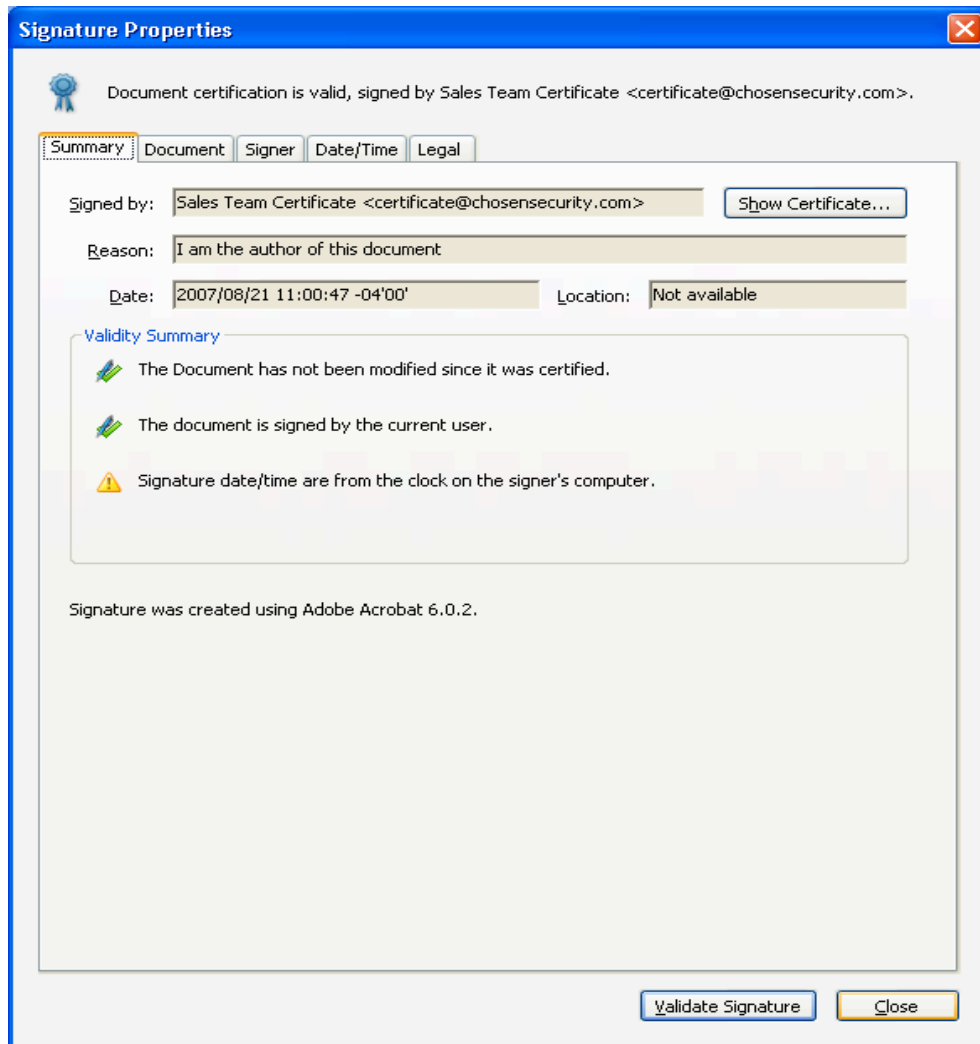 Signature Properties
Document certification is valid, signed by Sales Team Certificate <certificate@chosensecurity.com>.
Summary Document Signer Date/Time Legal
Signed by: Sales Team Certificate <certificate@chosensecurity.com> Show Certificate...
Reason: I am the author of this document
Date: 2007/08/21 11:00:47 -04'00' Location: Not available
Validity Summary
The Document has not been modified since it was certified.
The document is signed by the current user.
Signature date/time are from the clock on the signer's computer.
Signature was created using Adobe Acrobat 6.0.2.
Validate Signature Close